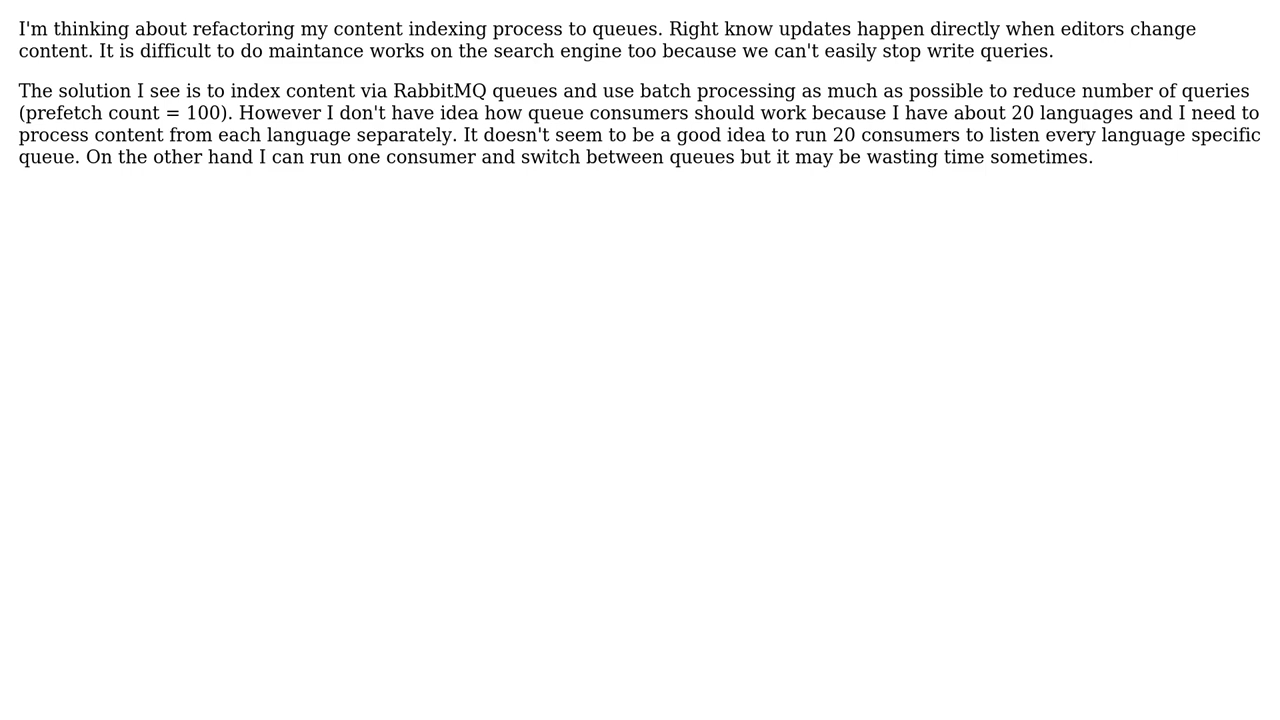 I'm thinking about refactoring my content indexing process to queues. Right know updates happen directly when editors change
content. It is difficult to do maintance works on the search engine too because we can't easily stop write queries.
The solution I see is to index content via RabbitMQ queues and use batch processing as much as possible to reduce number of queries
(prefetch count = 100). However I don't have idea how queue consumers should work because I have about 20 languages and I need to
process content from each language separately. It doesn't seem to be a good idea to run 20 consumers to listen every language specific
queue. On the other hand I can run one consumer and switch between queues but it may be wasting time sometimes.